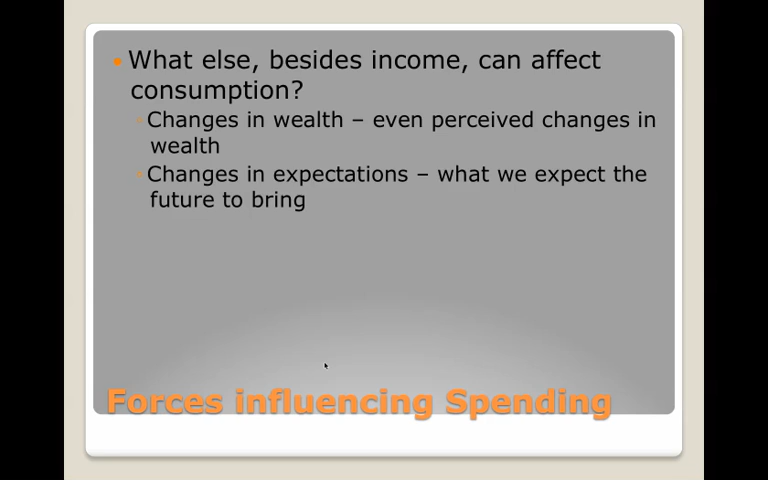 What else, besides income, can affect
consumption?
Changes in wealth – even perceived changes in
wealth
Changes in expectations – what we expect the
future to bring
Forces influencing Spending